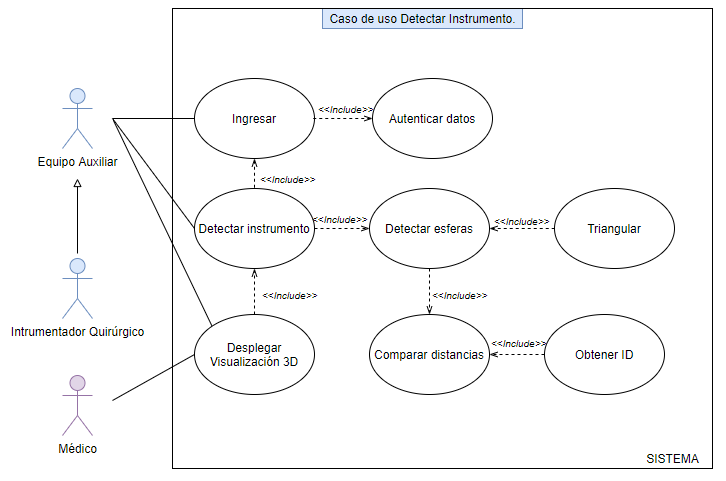 Caso de uso Detectar Instrumento.
Ingresar
<<Include>>
Autenticar datos
Equipo Auxiliar
<<Include>>
Detectar instrumento
<<Include>>
Detectar esferas
<<Include>>
Triangular
<<Include>>
<<Include>>
Intrumentador Quirúrgico
Desplegar
Visualización 3D
Comparar distancias
<<Include>>
Obtener ID
Médico
SISTEMA